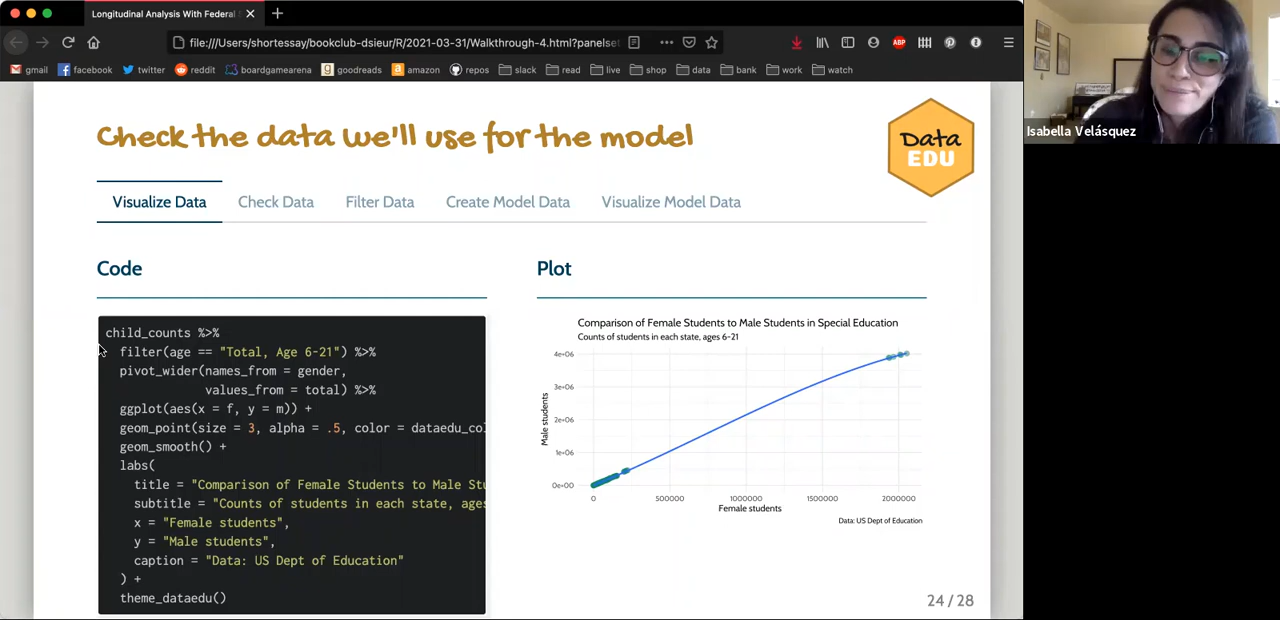 Longitudinal Analysis With Federal
file:///Users/shortessay/bookclub-dsieur/R/2021-03-31/Walkthrough-4.html?panelset
gmail facebook twitter reddit boardgamearena goodreads amazon repos slack read live shop data bank work watch
ABP
Isabella Velásquez
Check the data we'll use for the model
Data
EDU
Visualize Data Check Data Filter Data Create Model Data Visualize Model Data
Code
child_counts %>%
filter(age == "Total, Age 6-21") %>%
pivot_wider(names_from = gender,
values_from = total) %>%
ggplot(aes(x = f, y = m)) +
geom_point(size = 3, alpha = .5, color = dataedu_col
geom_smooth() +
labs(
title = "Comparison of Female Students to Male Stu
subtitle = "Counts of students in each state, ages
x = "Female students",
y = "Male students",
caption = "Data: US Dept of Education"
) +
theme_dataedu()
Plot
Comparison of Female Students to Male Students in Special Education
Counts of students in each state, ages 6-21
4e+06
3e+06
2e+06
1e+06
0e+00
Male students
0 500000 1000000 1500000 2000000
Female students
Data: US Dept of Education
24 / 28